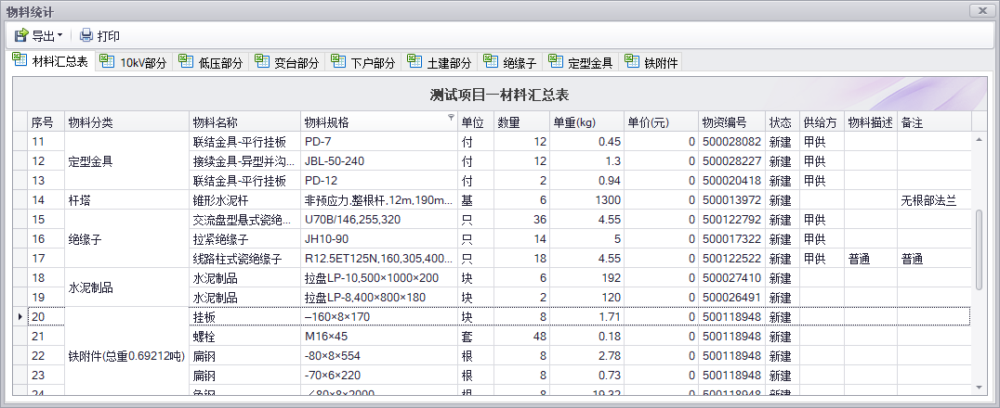 物料统计
导出 打印
材料汇总表 10kV部分 低压部分 变台部分 下户部分 土建部分 绝缘子 定型金具 铁附件
测试项目一材料汇总表
序号 物料分类 物料名称 物料规格 单位 数量 单重(kg) 单价(元) 物资编号 状态 供给方 物料描述 备注
11 联结金具-平行挂板 PD-7 付 12 0.45 0 500028082 新建 甲供
12 定型金具 接续金具-异型并沟... JBL-50-240 付 12 1.3 0 500028227 新建 甲供
13 联结金具-平行挂板 PD-12 付 2 0.94 0 500020418 新建 甲供
14 杆塔 锥形水泥杆 非预应力,整根杆,12m,190m... 基 6 1300 0 500013972 新建 无根部法兰
15 交流盘型悬式瓷绝... U70B/146,255,320 只 36 4.55 0 500122792 新建 甲供
16 绝缘子 拉紧绝缘子 JH10-90 只 14 5 0 500017322 新建 甲供
17 线路柱式瓷绝缘子 R12.5ET125N,160,305,400... 只 18 4.55 0 500122522 新建 甲供 普通 普通
18 水泥制品 水泥制品 拉盘LP-10,500×1000×200 块 6 192 0 500027410 新建
19 水泥制品 拉盘LP-8,400×800×180 块 2 120 0 500026491 新建
20 挂板 –160×8×170 块 8 1.71 0 500118948 新建
21 螺栓 M16×45 套 48 0.18 0 500118948 新建
22 铁附件(总重0.69212吨) 扁钢 -80×8×554 根 8 2.78 0 500118948 新建
23 扁钢 -70×6×220 根 8 0.73 0 500118948 新建
24 角钢 ∠80×8×2000 根 8 19.32 0 500118948 新建